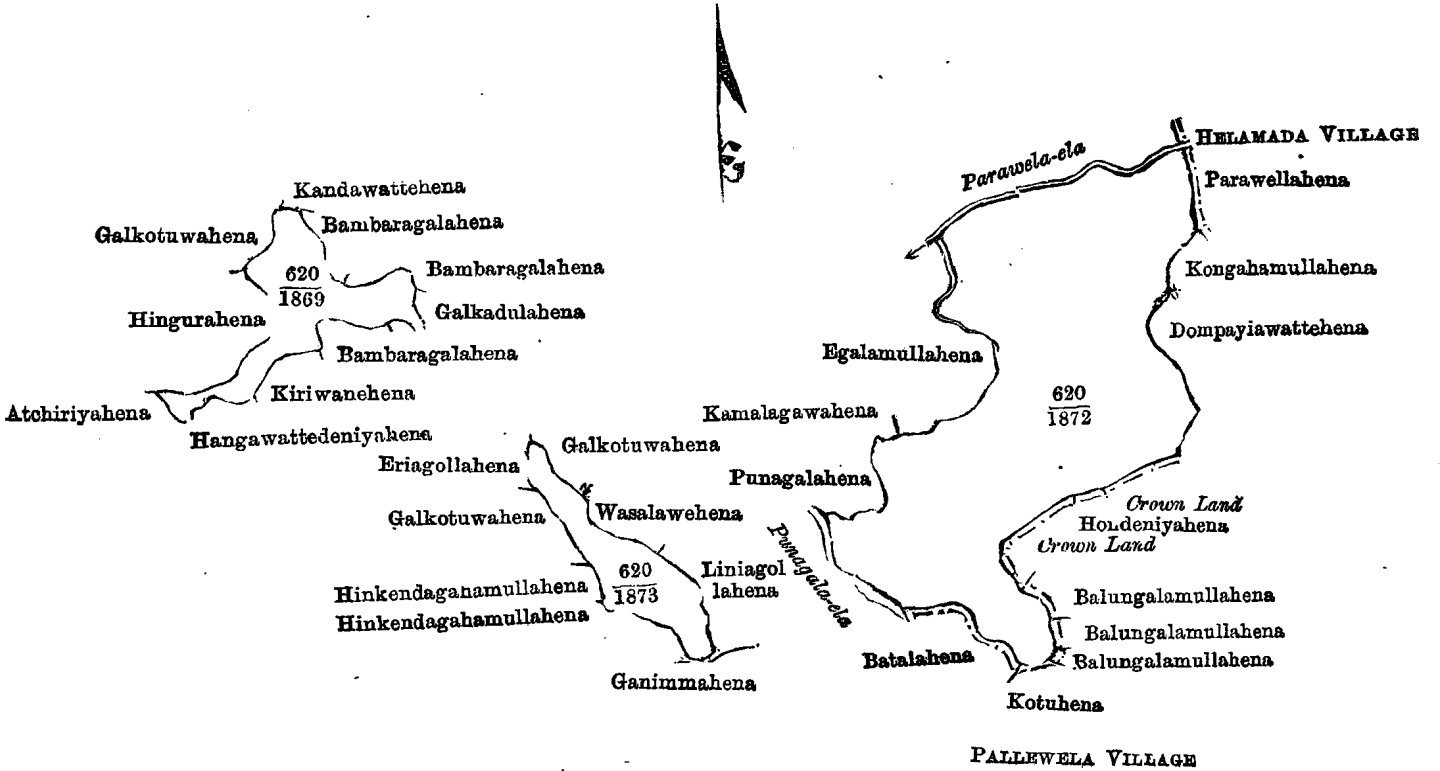 HELAMADA VILLAGE
Parawela-ela
Parawellahena
Kandawattehena
Bambaragalahena
Galkotuwahena
Bambaragalahena
620
1869
Kongahamullahena
Galkadulahena
Hingurahena
Dompayiawattehena
Bambaragalahena
Egalamullahena
Kiriwanehena
620
1872
Atchiriyahena
Kamalagawahena
Hangawattedeniyahena
Galkotuwahena
Eriagollahena
Punagalahena
Crown Land
Galkotuwahena
Wasalawehena
Hondeniyahena
Crown Land
Punagala-ela
620
1873
Liniagol
lahena
Hinkendagahamullahena
Balungalamullahena
Hinkendagahamullahena
Balungalamullahena
Batalahena
Balungalamullahena
Ganimmahena
Kotuhena
PALLEWELA VILLAGE